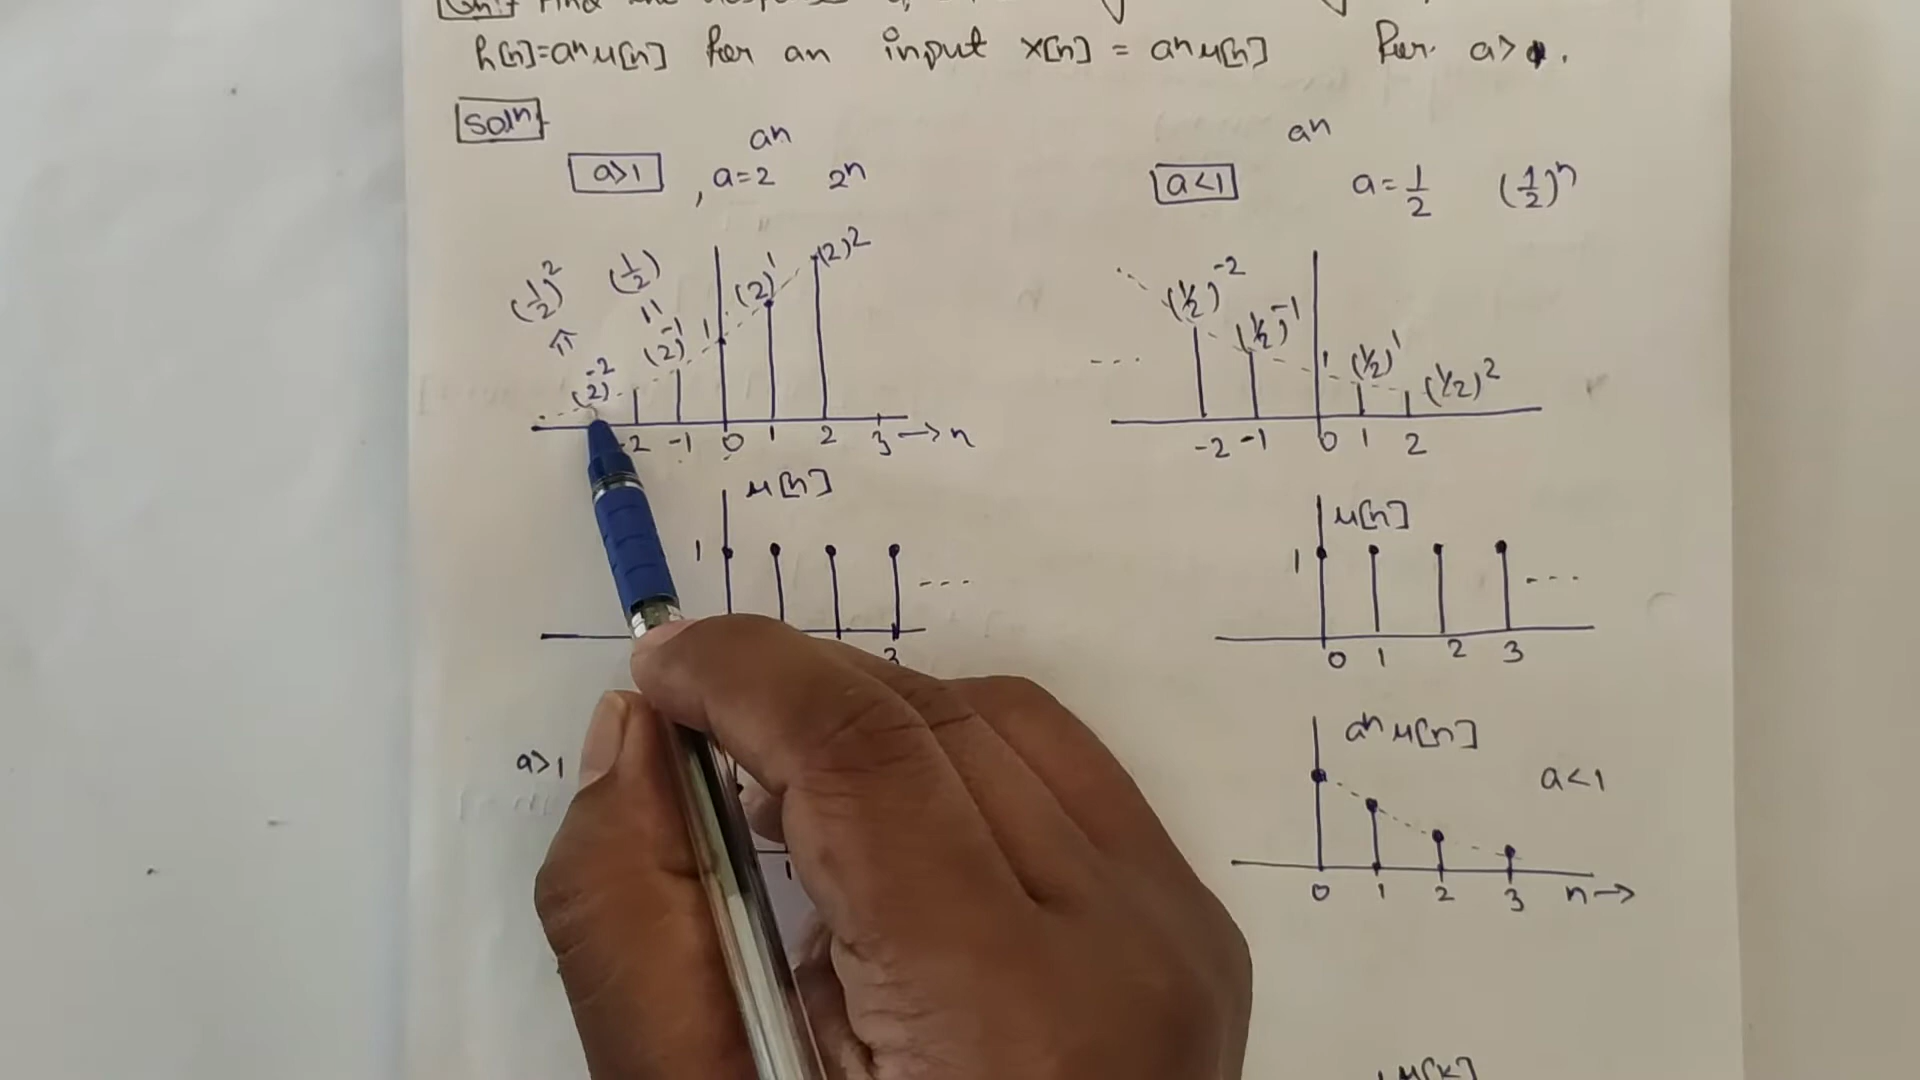 Find the
h[n]=aⁿu[n] for an input x[n] = aⁿu[n] for a>
Solⁿ
aⁿ
a>1 , a=2 2ⁿ
(1/2)² (1/2) (2)¹ (2)²
= =
(2)⁻² (2)⁻¹ 1
-2 -1 0 1 2 3 → n
u[n]
1
3
a>1
1
aⁿ
a<1 a=1/2 (1/2)ⁿ
(1/2)⁻² (1/2)⁻¹ 1 (1/2)¹ (1/2)²
-2 -1 0 1 2
u[n]
1
0 1 2 3
aⁿu[n]
a<1
0 1 2 3 n→
u[k]